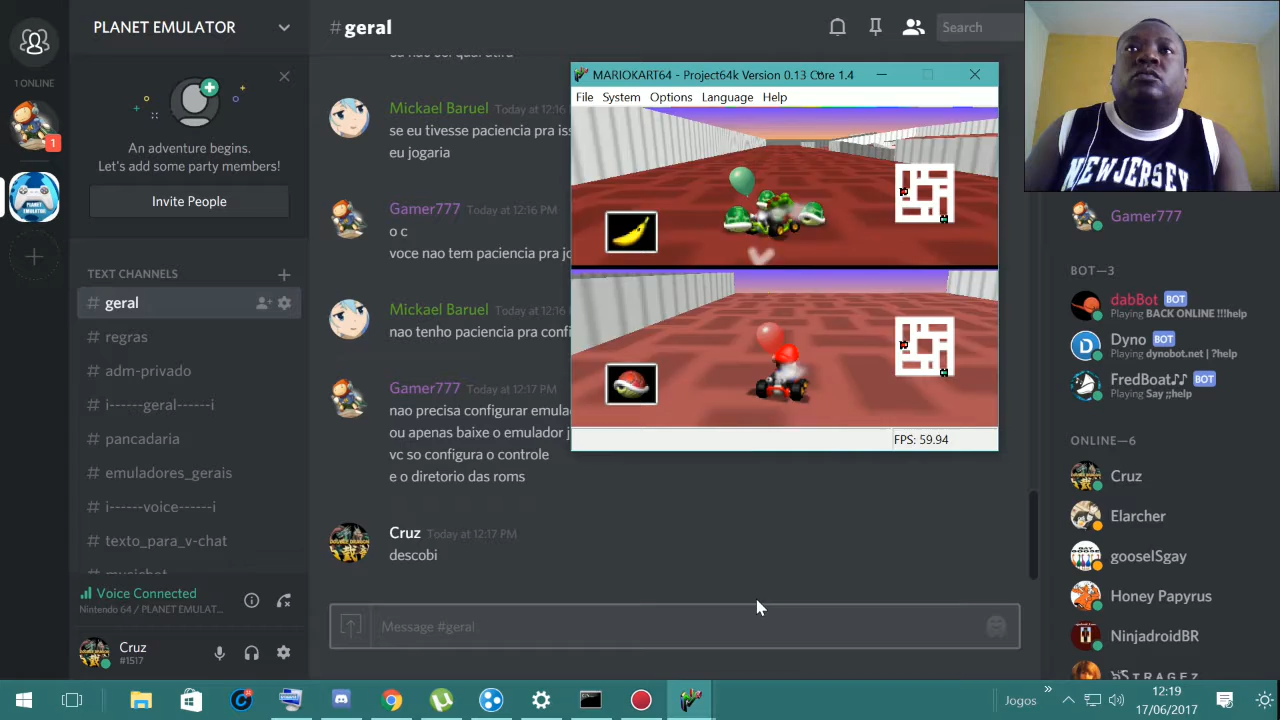 PLANET EMULATOR
1 ONLINE
1
An adventure begins.
Let's add some party members!
Invite People
TEXT CHANNELS
# geral
# regras
# adm-privado
# i------geral------i
# pancadaria
# emuladores_gerais
# i------voice------i
# texto_para_v-chat
Voice Connected
Nintendo 64 / PLANET EMULAT...
Cruz
#1517
#geral
Search
Mickael Baruel Today at 12:16
se eu tivesse paciencia pra iss
eu jogaria
Gamer777 Today at 12:16 PM
o c
voce nao tem paciencia pra jo
Mickael Baruel Today at 12:16
nao tenho paciencia pra confi
Gamer777 Today at 12:17 PM
nao precisa configurar emula
ou apenas baixe o emulador j
vc so configura o controle
e o diretorio das roms
Cruz Today at 12:17 PM
descobi
Message #geral
MARIOKART64 - Project64k Version 0.13 Core 1.4
File System Options Language Help
FPS: 59.94
NEW JERSEY
Gamer777
BOT—3
dabBot BOT
Playing BACK ONLINE !!!help
Dyno BOT
Playing dynobot.net | ?help
FredBoat♪♪ BOT
Playing Say ;;help
ONLINE—6
Cruz
Elarcher
gooseISgay
Honey Papyrus
NinjadroidBR
Jogos
12:19
17/06/2017